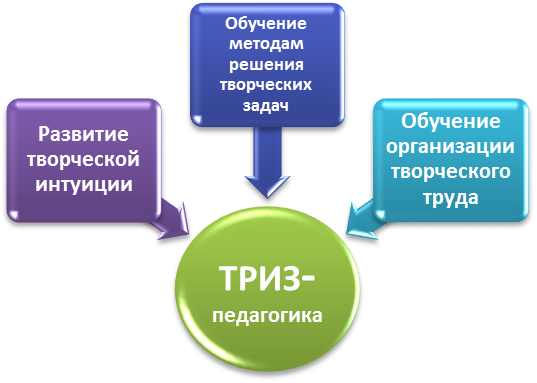 Обучение
методам
решения
творческих
задач
Развитие
творческой
интуиции
Обучение
организации
творческого
труда
ТРИЗ-
педагогика